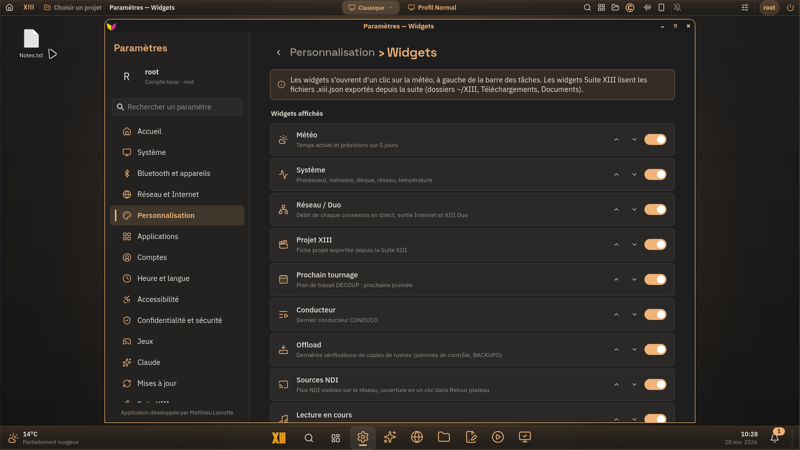 XIII Choisir un projet Paramètres — Widgets Classique Profil Normal root
Notes.txt
Paramètres — Widgets
Paramètres
R
root
Compte local · root
Rechercher un paramètre
Accueil
Système
Bluetooth et appareils
Réseau et Internet
Personnalisation
Applications
Comptes
Heure et langue
Accessibilité
Confidentialité et sécurité
Jeux
Claude
Mises à jour
Application développée par Matthieu Lamotte
Personnalisation > Widgets
Les widgets s'ouvrent d'un clic sur la météo, à gauche de la barre des tâches. Les widgets Suite XIII lisent les
fichiers .xiii.json exportés depuis la suite (dossiers ~/XIII, Téléchargements, Documents).
Widgets affichés
Météo
Temps actuel et prévisions sur 5 jours
Système
Processeur, mémoire, disque, réseau, température
Réseau / Duo
Débit de chaque connexion en direct, sortie Internet et XIII Duo
Projet XIII
Fiche projet exportée depuis la Suite XIII
Prochain tournage
Plan de travail DECOUP : prochaine journée
Conducteur
Dernier conducteur CONDUCO
Offload
Dernières vérifications de copies de rushes (sommes de contrôle, BACKUPO)
Sources NDI
Flux NDI visibles sur le réseau, ouverture en un clic dans Retour plateau
Lecture en cours
14°C
Partiellement nuageux
XIII
10:28
28 nov. 2026
1